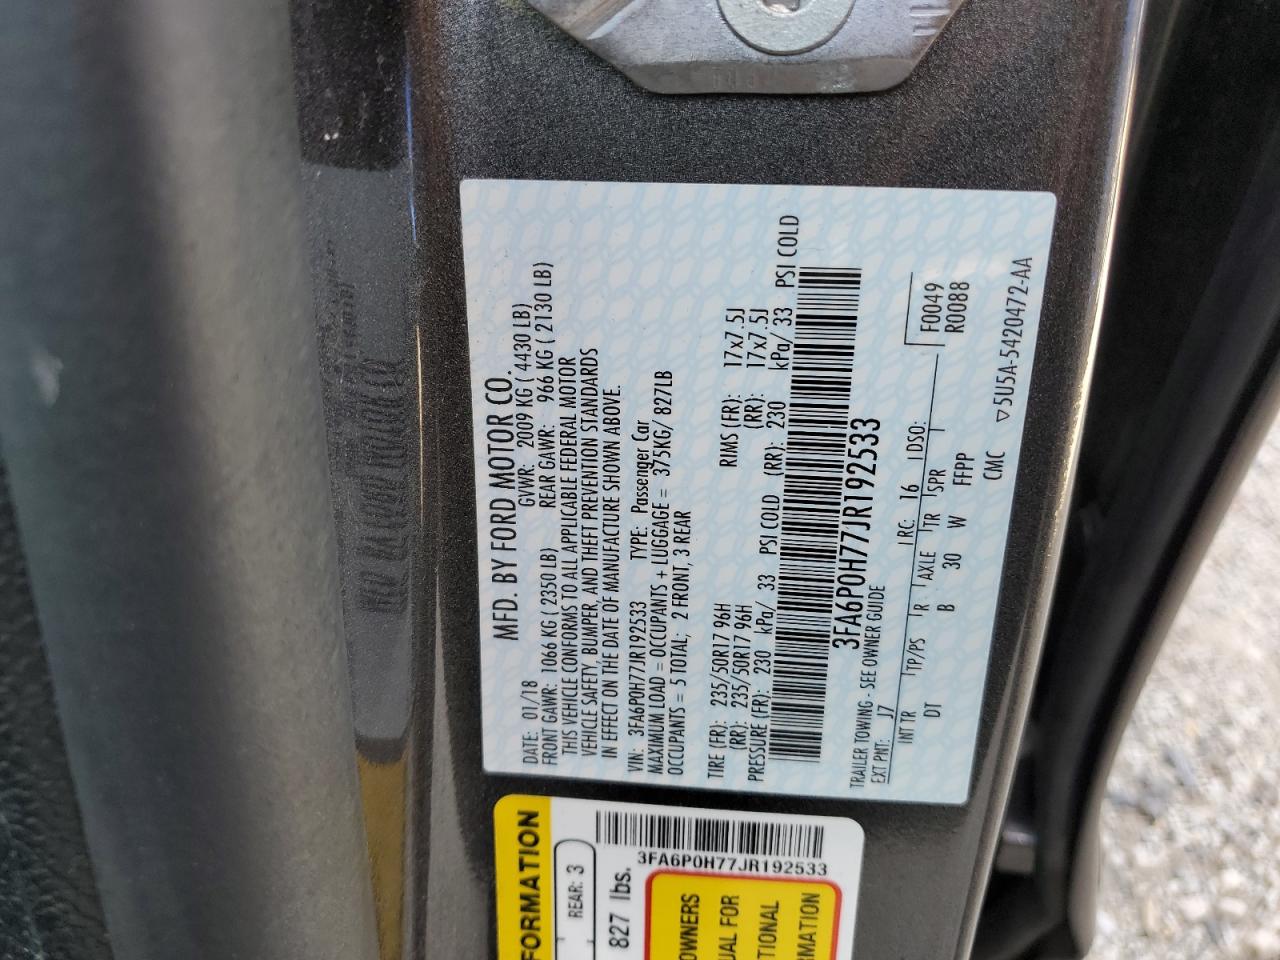 MFD. BY FORD MOTOR CO.
DATE: 01/18 GVWR: 2009 KG ( 4430 LB)
FRONT GAWR: 1066 KG ( 2350 LB) REAR GAWR: 966 KG ( 2130 LB)
THIS VEHICLE CONFORMS TO ALL APPLICABLE FEDERAL MOTOR
VEHICLE SAFETY, BUMPER, AND THEFT PREVENTION STANDARDS
IN EFFECT ON THE DATE OF MANUFACTURE SHOWN ABOVE.
VIN: 3FA6P0H77JR192533 TYPE: Passenger Car
MAXIMUM LOAD = OCCUPANTS + LUGGAGE = 375KG/ 827LB
OCCUPANTS = 5 TOTAL; 2 FRONT, 3 REAR
TIRE (FR): 235/50R17 96H RIMS (FR): 17x7.5J
(RR): 235/50R17 96H (RR): 17x7.5J
PRESSURE (FR): 230 kPa/ 33 PSI COLD (RR): 230 kPa/ 33 PSI COLD
3FA6P0H77JR192533
TRAILER TOWING - SEE OWNER GUIDE
EXT PNT: J7 RC: 16 DSO: F0049
R0088
INT TR TP/PS R AXLE TR SPR
DT B 30 W FFPP
CMC ▽5U5A-5420472-AA
FORMATION
REAR: 3
827 lbs.
3FA6P0H77JR192533
OWNERS
UAL FOR
TIONAL
RMATION